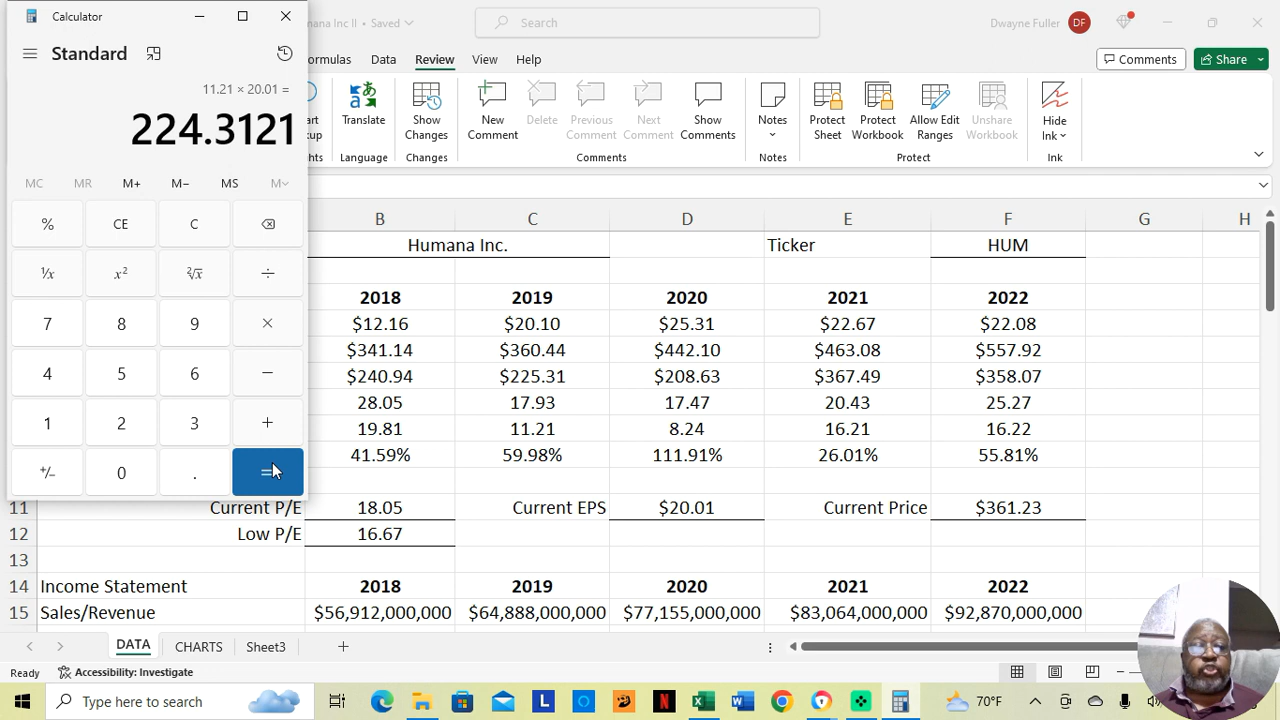 Calculator
Humana Inc II • Saved
Search
Dwayne Fuller DF
Standard
Formulas Data Review View Help
Comments Share
11.21 × 20.01 =
224.3121
Translate
Show Changes
New Comment
Delete
Previous Comment
Next Comment
Show Comments
Notes
Protect Sheet
Protect Workbook
Allow Edit Ranges
Unshare Workbook
Hide Ink
Language Changes Comments Notes Protect Ink
MC MR M+ M− MS M
% CE C
¹/x x² ²√x ÷
7 8 9 ×
4 5 6 −
1 2 3 +
+/− 0 . =
B C D E F G H
Humana Inc. Ticker HUM
2018 2019 2020 2021 2022
$12.16 $20.10 $25.31 $22.67 $22.08
$341.14 $360.44 $442.10 $463.08 $557.92
$240.94 $225.31 $208.63 $367.49 $358.07
28.05 17.93 17.47 20.43 25.27
19.81 11.21 8.24 16.21 16.22
41.59% 59.98% 111.91% 26.01% 55.81%
11 Current P/E 18.05 Current EPS $20.01 Current Price $361.23
12 Low P/E 16.67
13
14 Income Statement 2018 2019 2020 2021 2022
15 Sales/Revenue $56,912,000,000 $64,888,000,000 $77,155,000,000 $83,064,000,000 $92,870,000,000
DATA CHARTS Sheet3 +
Ready Accessibility: Investigate
Type here to search
70°F